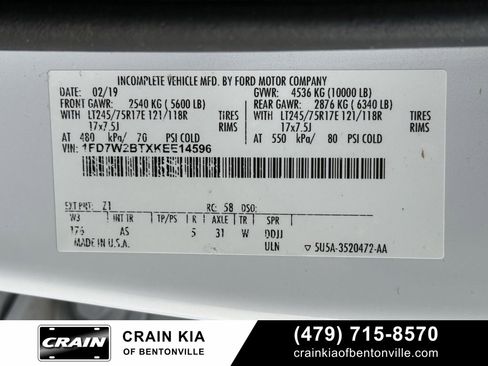 INCOMPLETE VEHICLE MFD. BY FORD MOTOR COMPANY
DATE: 02/19 GVWR: 4536 KG (10000 LB)
FRONT GAWR: 2540 KG (5600 LB) REAR GAWR: 2876 KG (6340 LB)
WITH LT245/75R17E 121/118R TIRES WITH LT245/75R17E 121/118R TIRES
17x7.5J RIMS 17x7.5J RIMS
AT 480 kPa/ 70 PSI COLD AT 550 kPa/ 80 PSI COLD
VIN: 1FD7W2BTXKEE14596
EXT PNT: Z1 RC: 58 DSO:
WB INT TR TP/PS R AXLE TR SPR
176 AS 5 31 W DDJJ
MADE IN U.S.A. ULN ▽ 5U5A-3520472-AA
CRAIN
CRAIN KIA
OF BENTONVILLE
(479) 715-8570
crainkiaofbentonville.com